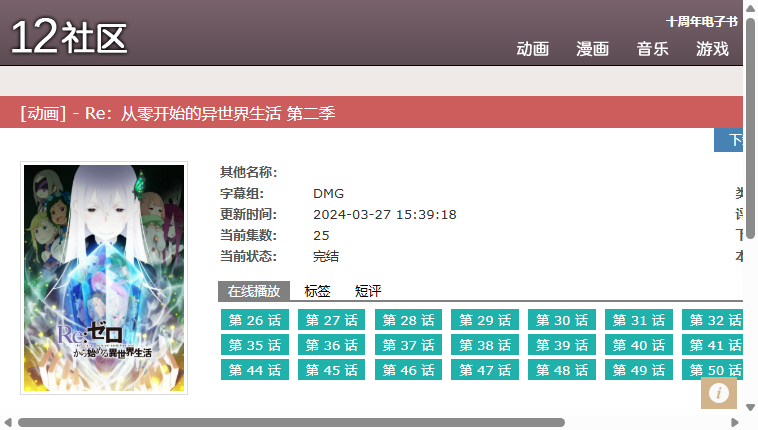 12社区
十周年电子书
动画 漫画 音乐 游戏
[动画] - Re：从零开始的异世界生活 第二季
其他名称:
字幕组: DMG
更新时间: 2024-03-27 15:39:18
当前集数: 25
当前状态: 完结
Re:ゼロ
から始める異世界生活
在线播放 标签 短评
第 26 话 第 27 话 第 28 话 第 29 话 第 30 话 第 31 话 第 32 话
第 35 话 第 36 话 第 37 话 第 38 话 第 39 话 第 40 话 第 41 话
第 44 话 第 45 话 第 46 话 第 47 话 第 48 话 第 49 话 第 50 话